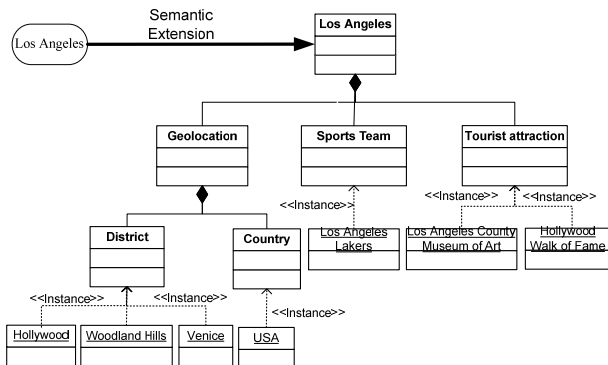 Semantic
Extension
Los Angeles
Los Angeles
Geolocation
Sports Team
Tourist attraction
<<Instance>>
<<Instance>>
<<Instance>>
District
Country
Los Angeles
Lakers
Los Angeles County
Museum of Art
Hollywood
Walk of Fame
<<Instance>>
<<Instance>>
<<Instance>>
Hollywood
Woodland Hills
Venice
USA